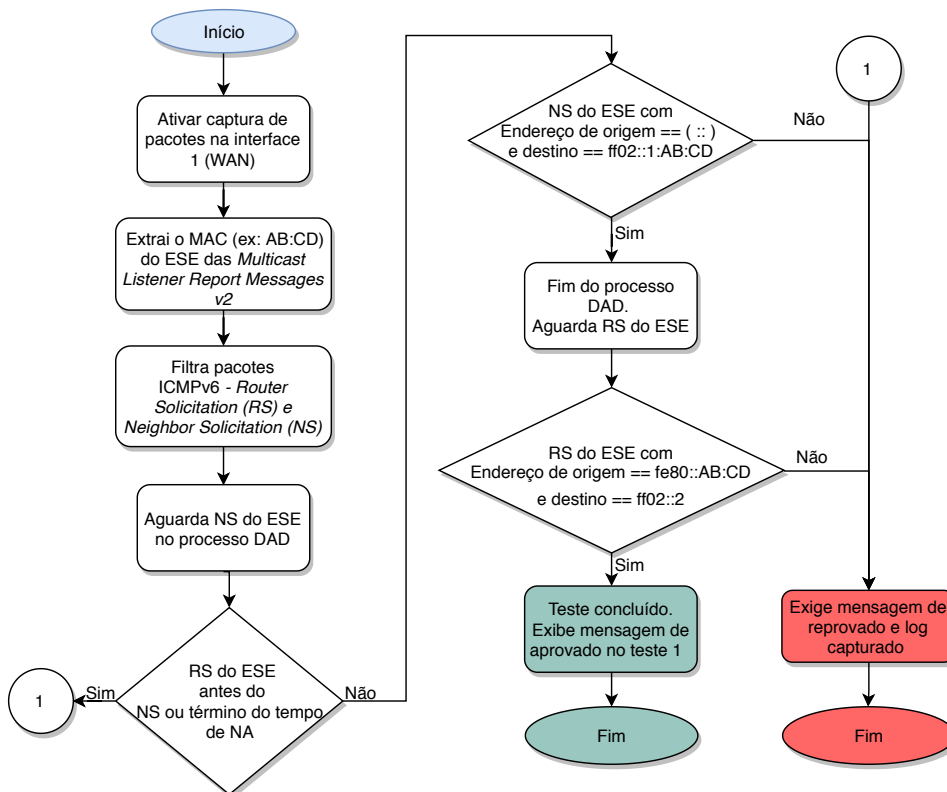 Início
Ativar captura de
pacotes na interface
1 (WAN)
Extrai o MAC (ex: AB:CD)
do ESE das Multicast
Listener Report Messages
v2
Filtra pacotes
ICMPv6 - Router
Solicitation (RS) e
Neighbor Solicitation (NS)
Aguarda NS do ESE
no processo DAD
RS do ESE
antes do
NS ou término do tempo
de NA
Sim
1
Não
NS do ESE com
Endereço de origem == ( :: )
e destino == ff02::1:AB:CD
Não
1
Sim
Fim do processo
DAD.
Aguarda RS do ESE
RS do ESE com
Endereço de origem == fe80::AB:CD
e destino == ff02::2
Não
Sim
Teste concluído.
Exibe mensagem de
aprovado no teste 1
Fim
Exige mensagem de
reprovado e log
capturado
Fim